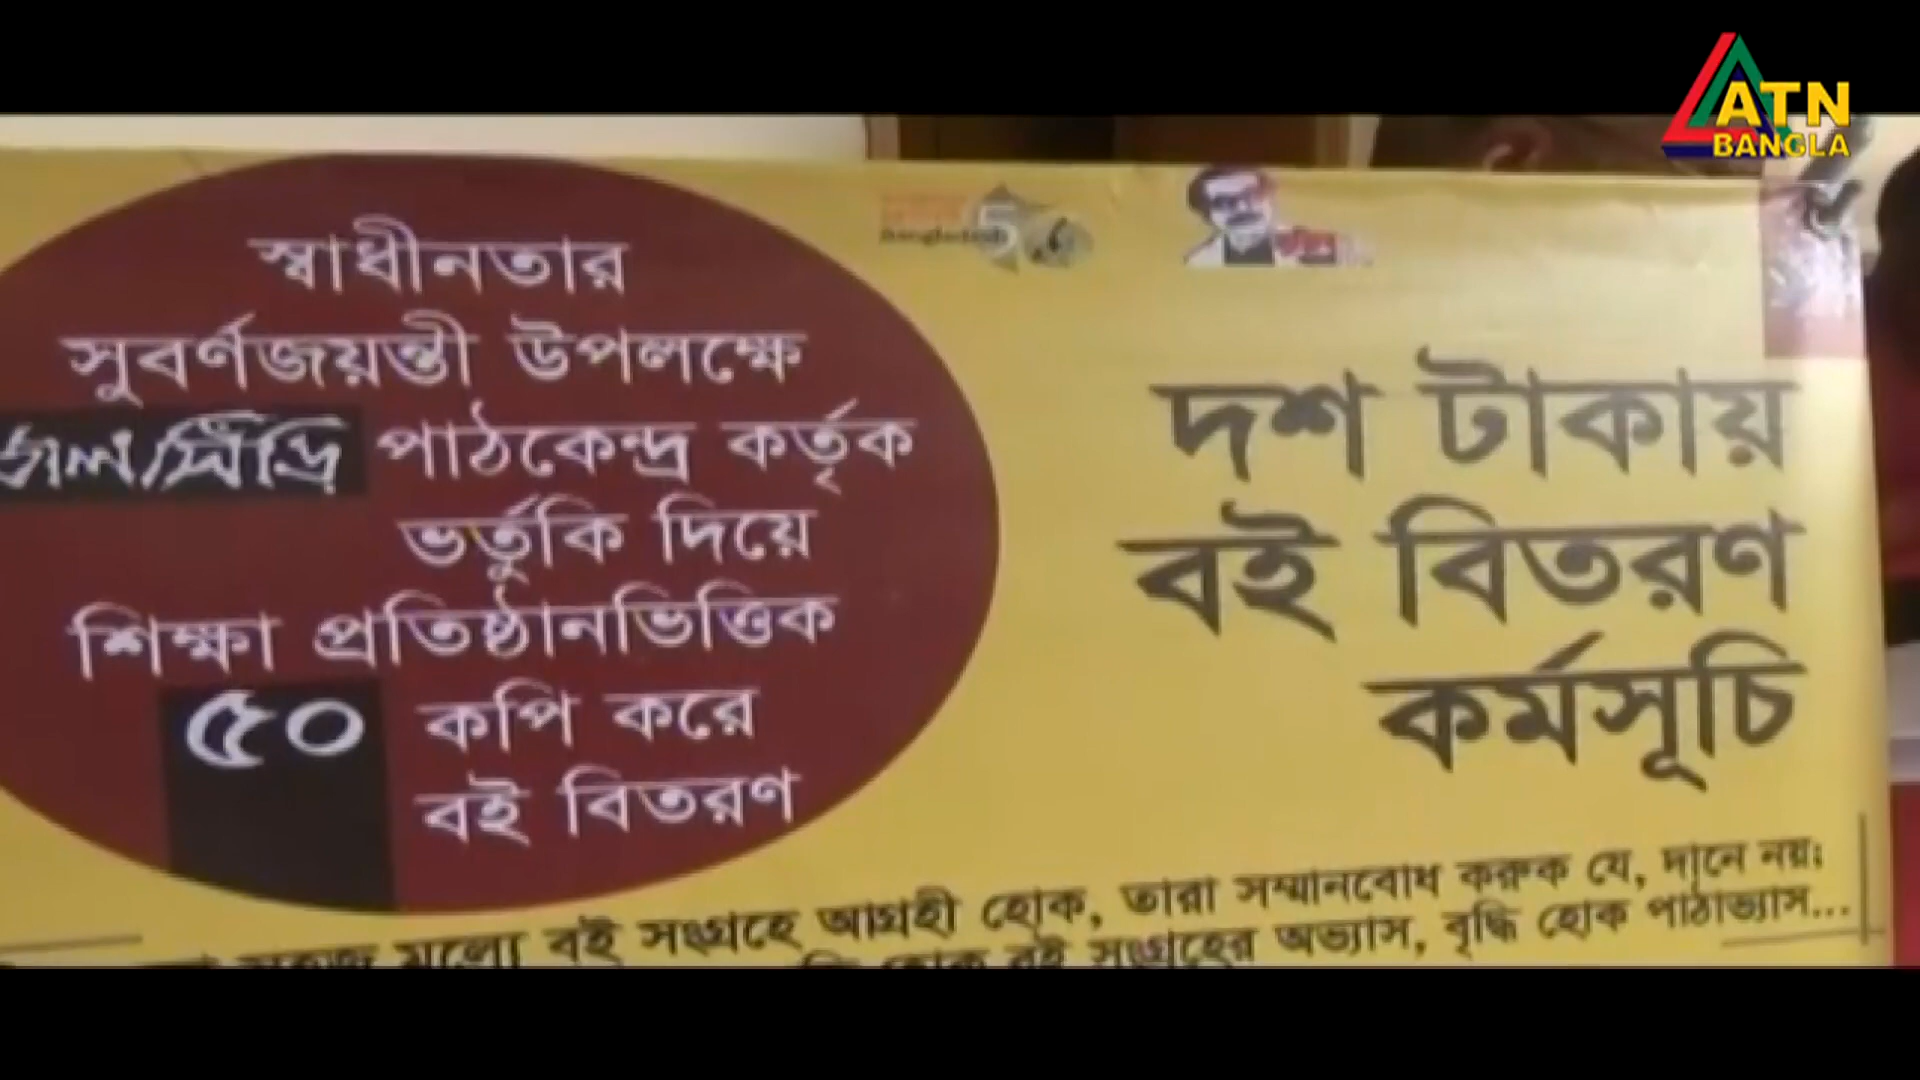 ATN
BANGLA
স্বাধীনতার
সুবর্ণজয়ন্তী উপলক্ষে
পাঠকেন্দ্র কর্তৃক
ভর্তুকি দিয়ে
শিক্ষা প্রতিষ্ঠানভিত্তিক
৫০ কপি করে
বই বিতরণ
দশ টাকায়
বই বিতরণ
কর্মসূচি
বই সংগ্রহে আগ্রহী হোক, তারা সম্মানবোধ করুক যে, দানে নয়;
হোক বই সংগ্রহের অভ্যাস, বৃদ্ধি হোক পাঠাভ্যাস...